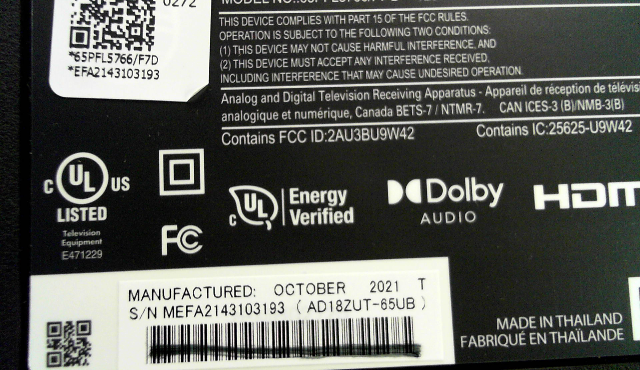 0272
*65PFL5766/F7D
*EFA2143103193
THIS DEVICE COMPLIES WITH PART 15 OF THE FCC RULES.
OPERATION IS SUBJECT TO THE FOLLOWING TWO CONDITIONS:
(1) THIS DEVICE MAY NOT CAUSE HARMFUL INTERFERENCE, AND
(2) THIS DEVICE MUST ACCEPT ANY INTERFERENCE RECEIVED,
INCLUDING INTERFERENCE THAT MAY CAUSE UNDESIRED OPERATION.
Analog and Digital Television Receiving Apparatus - Appareil de réception de télévis
analogique et numérique, Canada BETS-7 / NTMR-7. CAN ICES-3 (B)/NMB-3(B)
Contains FCC ID:2AU3BU9W42 Contains IC:25625-U9W42
C UL US
LISTED
Television
Equipment
E471229
FC
C UL Energy
Verified
Dolby
AUDIO
HDM
MANUFACTURED: OCTOBER 2021 T
S/N MEFA2143103193 ( AD18ZUT-65UB )
MADE IN THAILAND
FABRIQUÉ EN THAÏLANDE